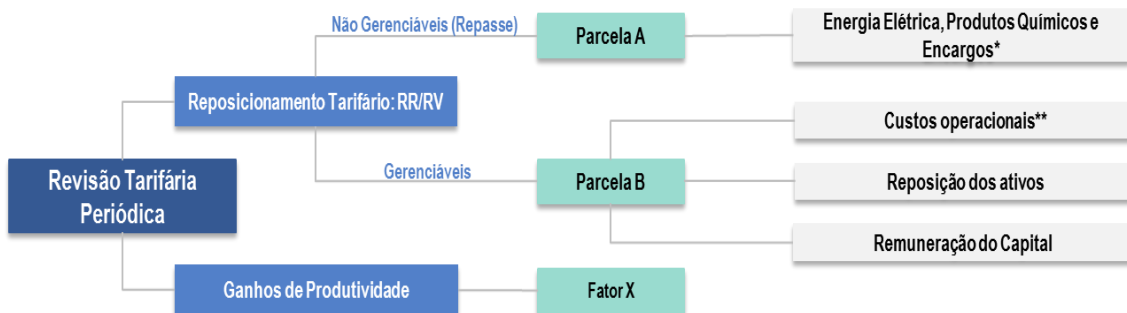 Não Gerenciáveis (Repasse)
Parcela A
Energia Elétrica, Produtos Químicos e
Encargos*
Reposicionamento Tarifário: RR/RV
Custos operacionais**
Gerenciáveis
Revisão Tarifária
Periódica
Parcela B
Reposição dos ativos
Remuneração do Capital
Ganhos de Produtividade
Fator X